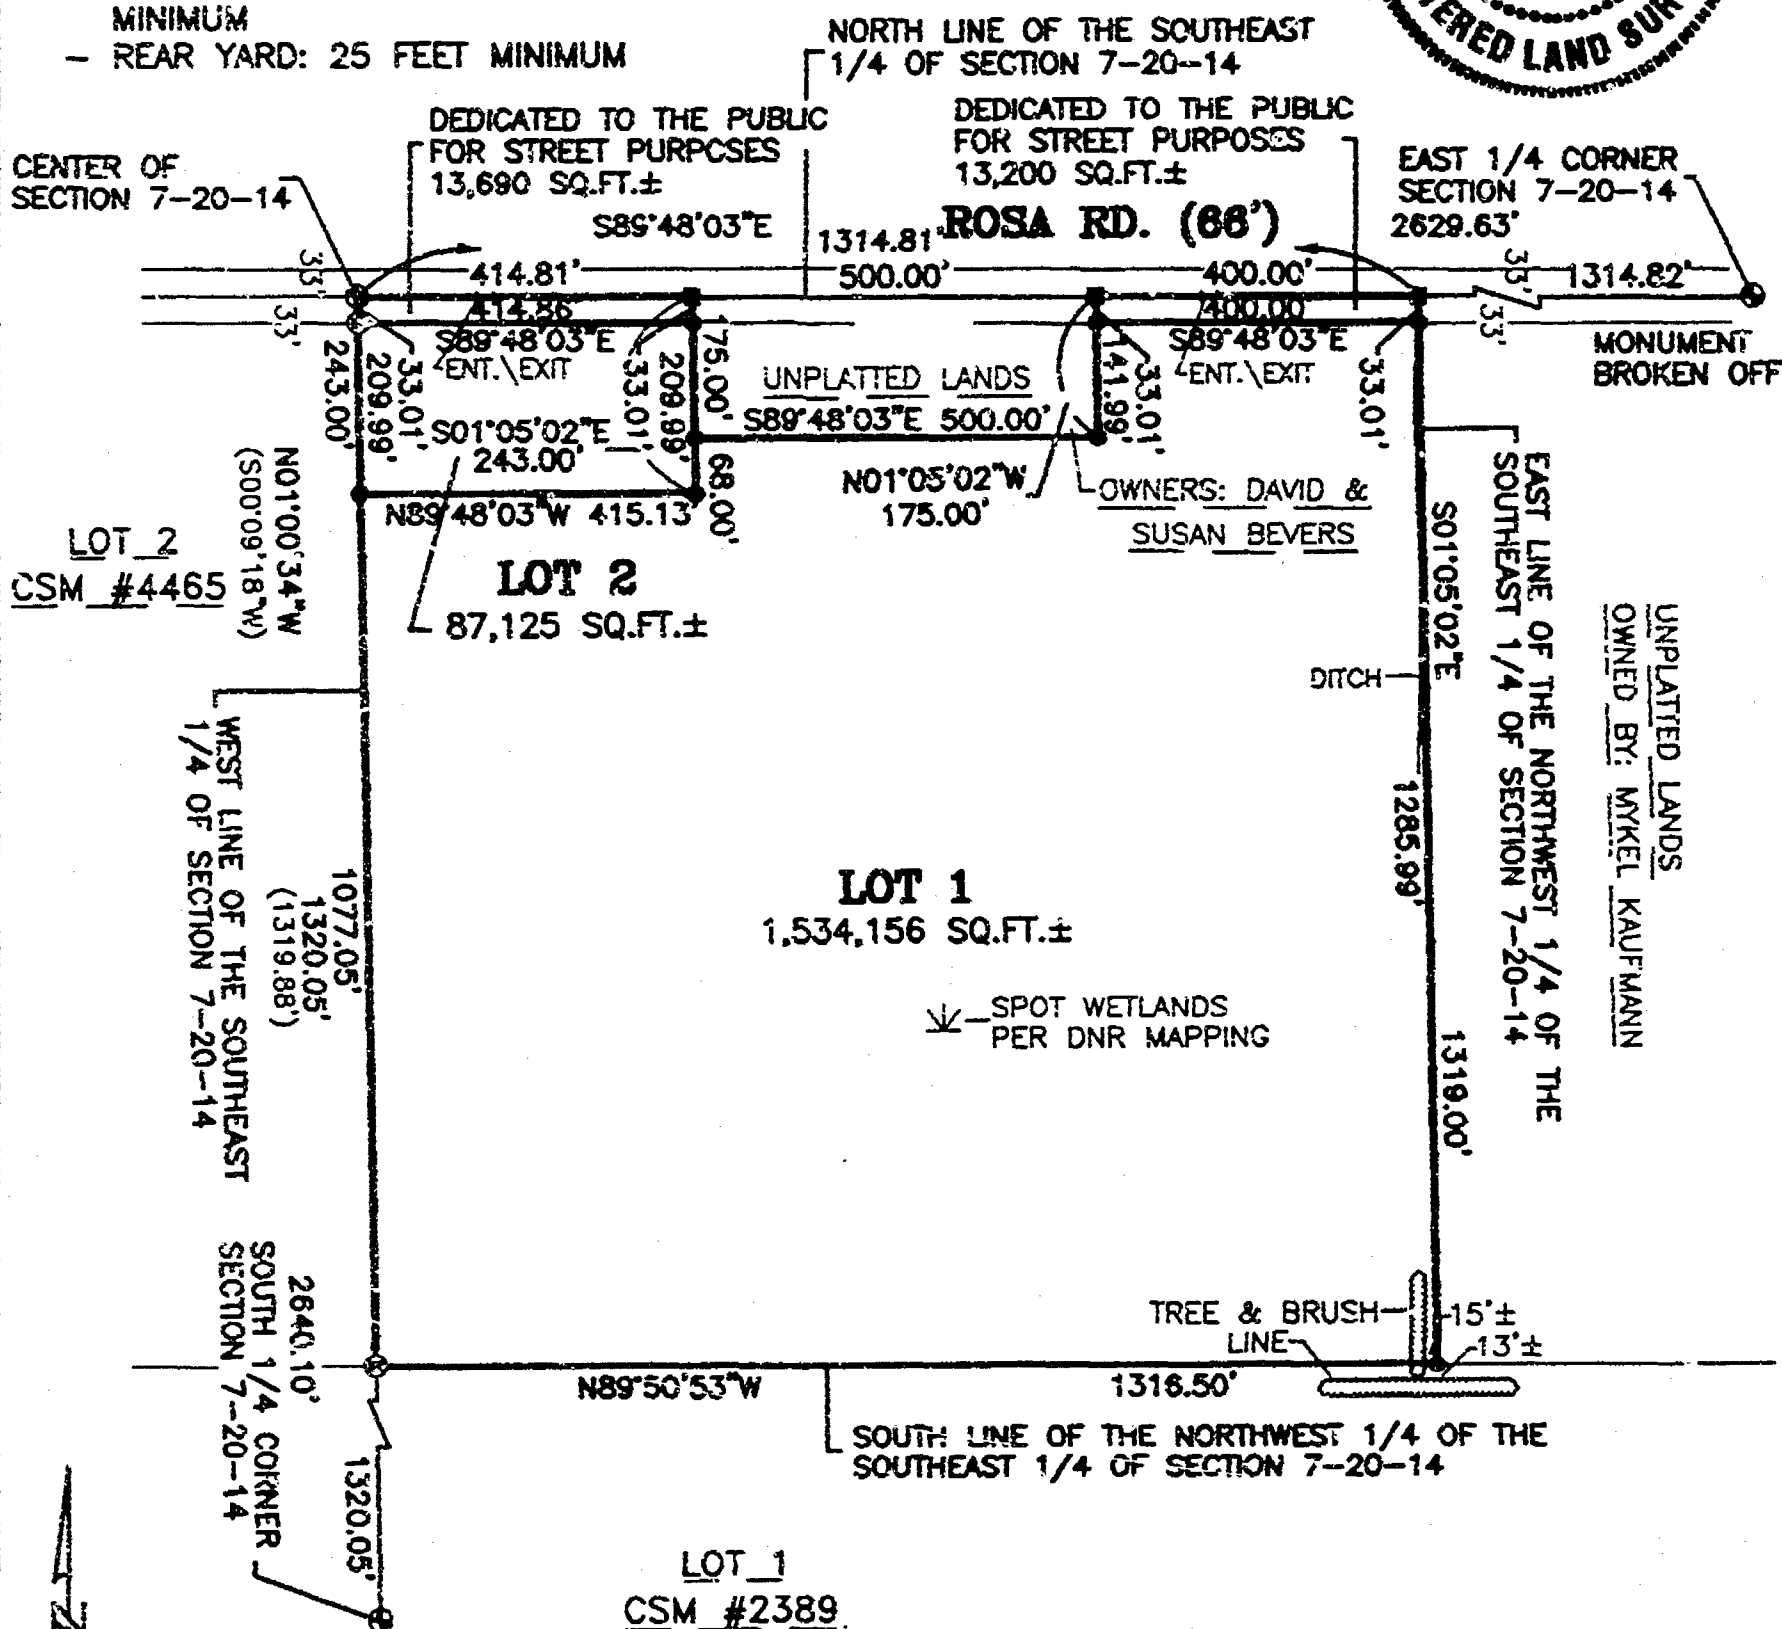 MINIMUM
- REAR YARD: 25 FEET MINIMUM
ERED LAND SUR
NORTH LINE OF THE SOUTHEAST
1/4 OF SECTION 7-20-14
DEDICATED TO THE PUBLIC
FOR STREET PURPOSES
13,690 SQ.FT.±
DEDICATED TO THE PUBLIC
FOR STREET PURPOSES
13,200 SQ.FT.±
CENTER OF
SECTION 7-20-14
EAST 1/4 CORNER
SECTION 7-20-14
2629.63'
S89°48'03"E
1314.81'
ROSA RD. (66')
33'
414.81'
500.00'
400.00'
33'
1314.82'
33'
414.86'
S89°48'03"E
ENT.\EXIT
400.00
S89°48'03"E
ENT.\EXIT
33'
MONUMENT
BROKEN OFF
243.00'
209.99'
33.01'
33.01'
209.99'
175.00'
UNPLATTED LANDS
S89°48'03"E 500.00'
141.99'
33.01'
33.01'
S01°05'02"E
243.00'
68.00'
N01°05'02"W
175.00'
OWNERS: DAVID &
SUSAN BEVERS
N89°48'03"W 415.13'
LOT 2
CSM #4465
N01°00'34"W
(S00°09'18"W)
LOT 2
87,125 SQ.FT.±
S01°05'02"E
EAST LINE OF THE NORTHWEST 1/4 OF THE
SOUTHEAST 1/4 OF SECTION 7-20-14
UNPLATTED LANDS
OWNED BY: MYKEL KAUFMANN
DITCH
1285.99'
1319.00'
WEST LINE OF THE SOUTHEAST
1/4 OF SECTION 7-20-14
1077.05'
1320.05'
(1319.88')
LOT 1
1,534,156 SQ.FT.±
SPOT WETLANDS
PER DNR MAPPING
2640.10'
SOUTH 1/4 CORNER
SECTION 7-20-14
TREE & BRUSH
LINE
15'±
13'±
N89°50'53"W
1316.50'
SOUTH LINE OF THE NORTHWEST 1/4 OF THE
SOUTHEAST 1/4 OF SECTION 7-20-14
1320.05'
LOT 1
CSM #2389
N